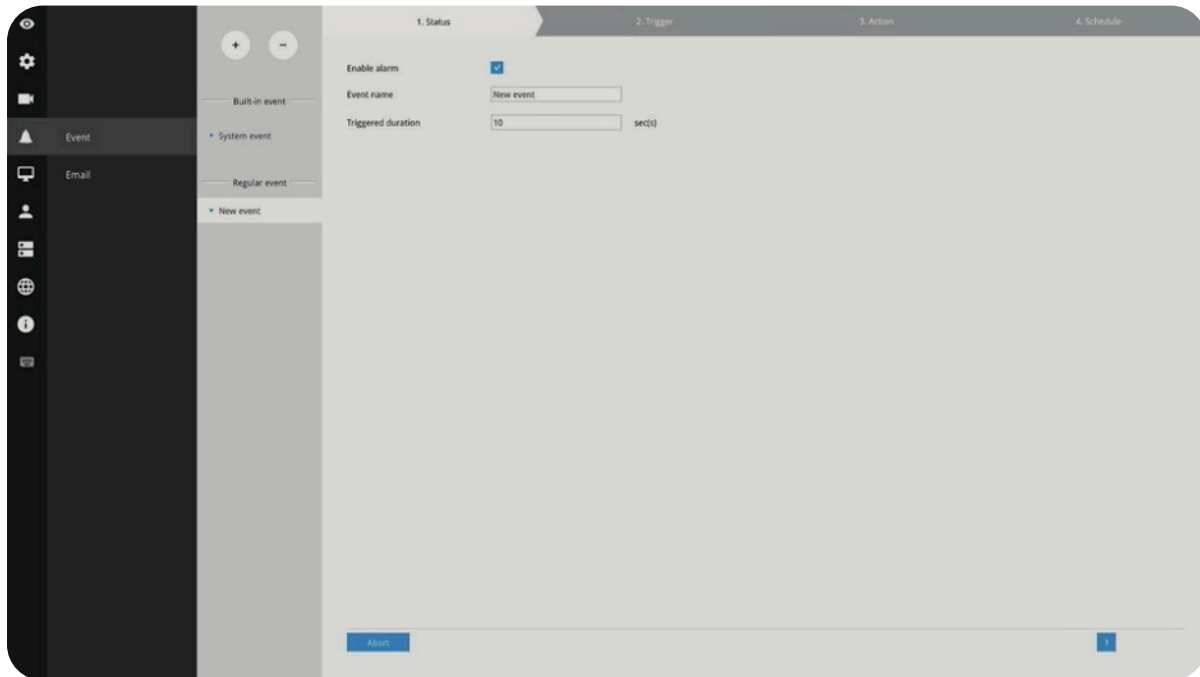 1. Status
2. Trigger
3. Action
4. Schedule
+
-
Enable alarm
Event name
New event
Triggered duration
10
sec(s)
Event
Email
Built-in event
System event
Regular event
New event
Abort
>